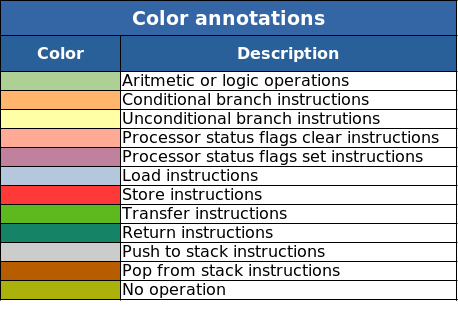 Color annotations
Color Description
Aritmetic or logic operations
Conditional branch instructions
Unconditional branch instrutions
Processor status flags clear instructions
Processor status flags set instructions
Load instructions
Store instructions
Transfer instructions
Return instructions
Push to stack instructions
Pop from stack instructions
No operation